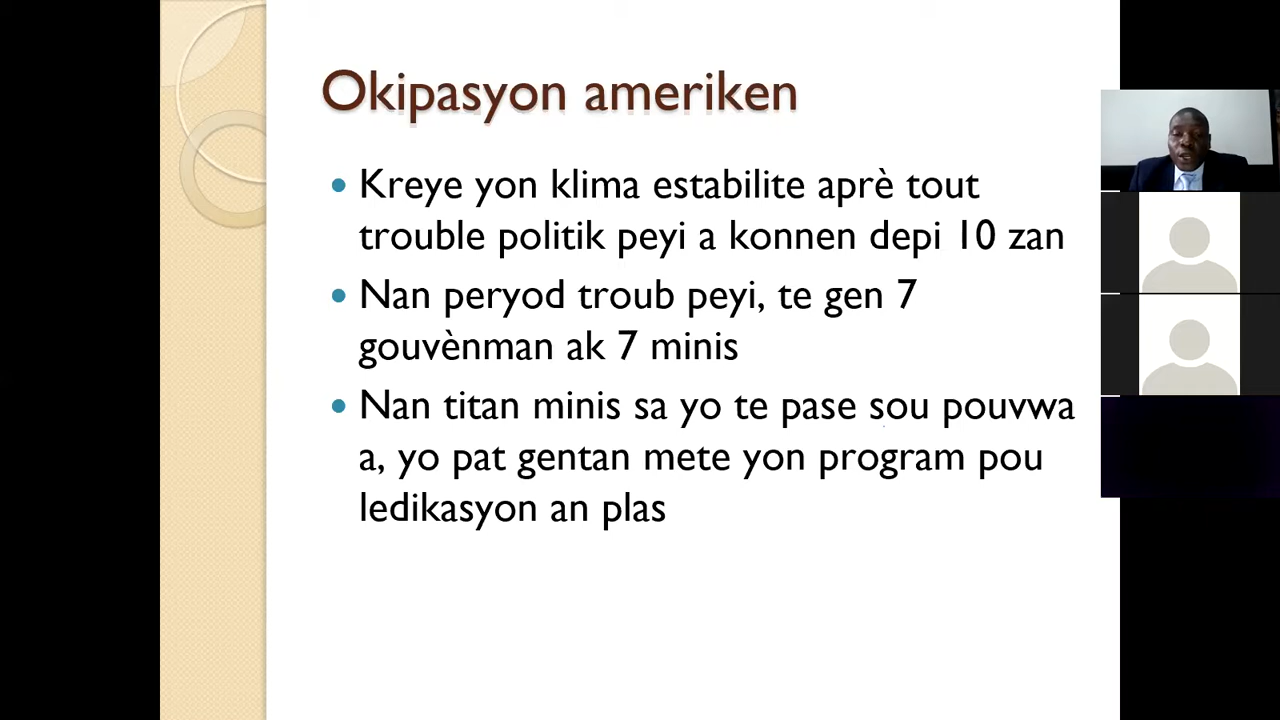 Okipasyon ameriken
Kreye yon klima estabilite aprè tout
trouble politik peyi a konnen depi 10 zan
Nan peryod troub peyi, te gen 7
gouvènman ak 7 minis
Nan titan minis sa yo te pase sou pouvwa
a, yo pat gentan mete yon program pou
ledikasyon an plas